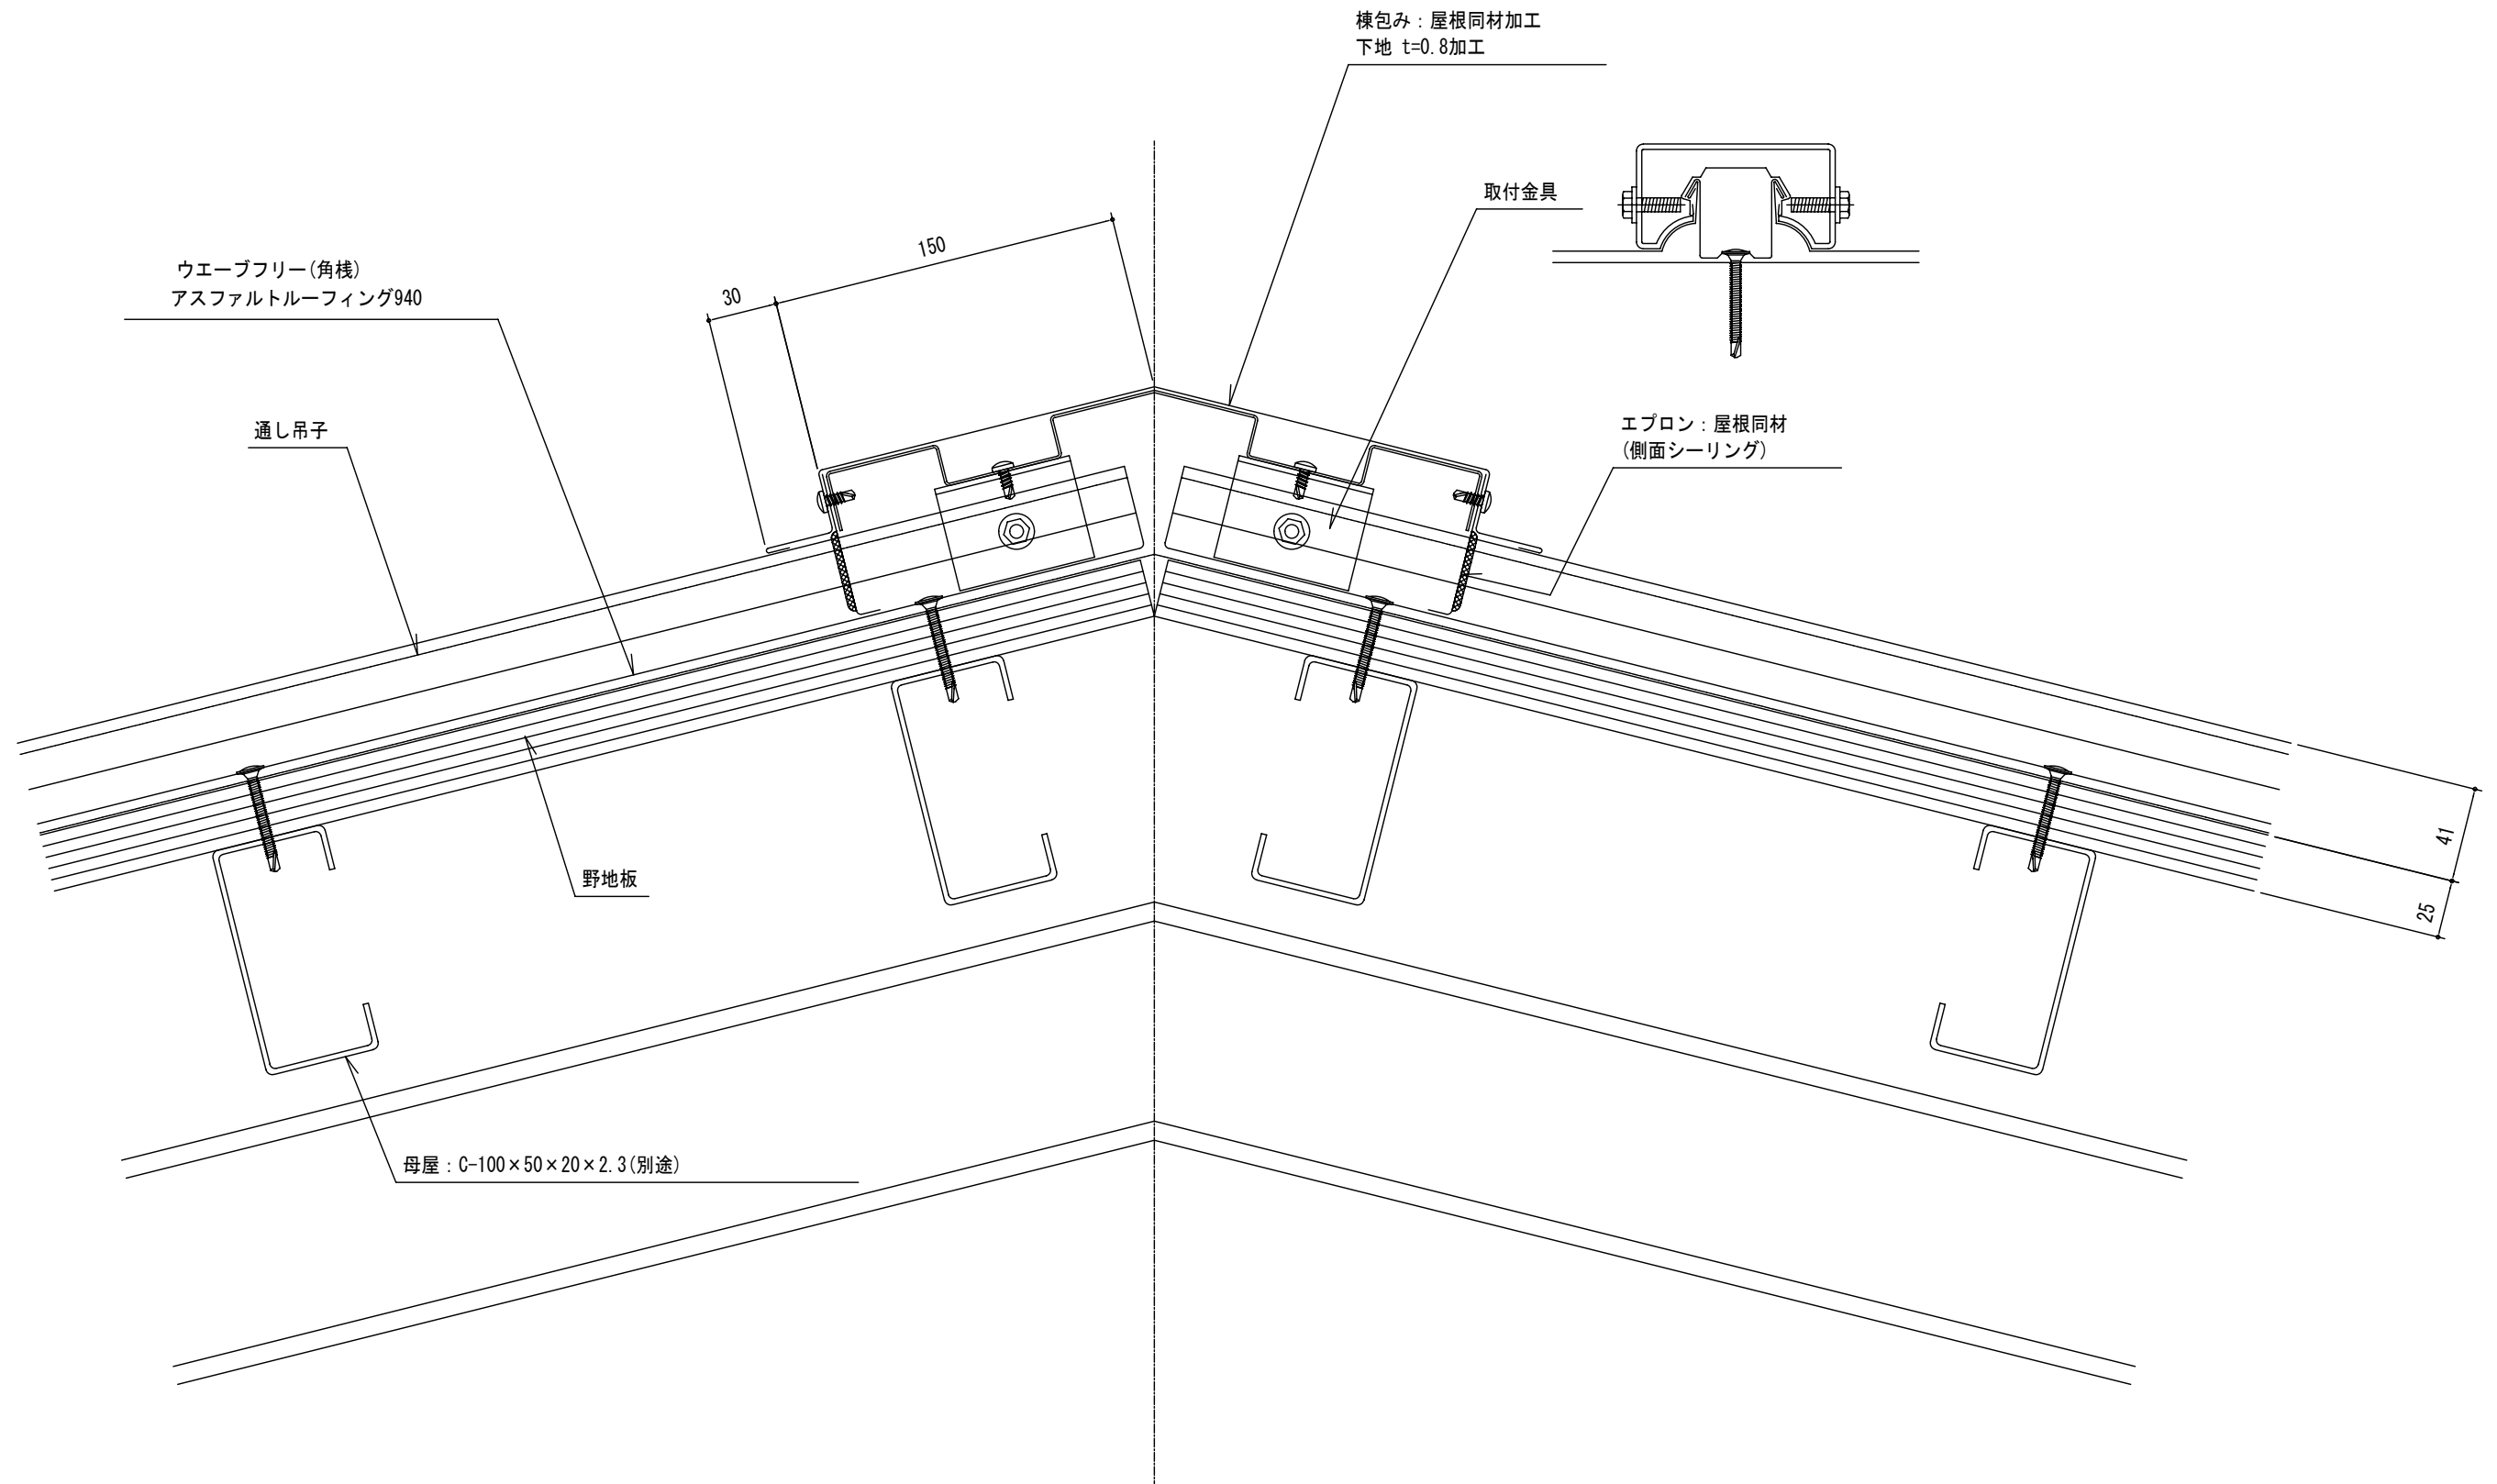 棟包み：屋根同材加工
下地 t=0.8加工
取付金具
150
30
ウエーブフリー(角桟)
アスファルトルーフィング940
通し吊子
エプロン：屋根同材
(側面シーリング)
41
25
野地板
母屋：C-100×50×20×2.3(別途)